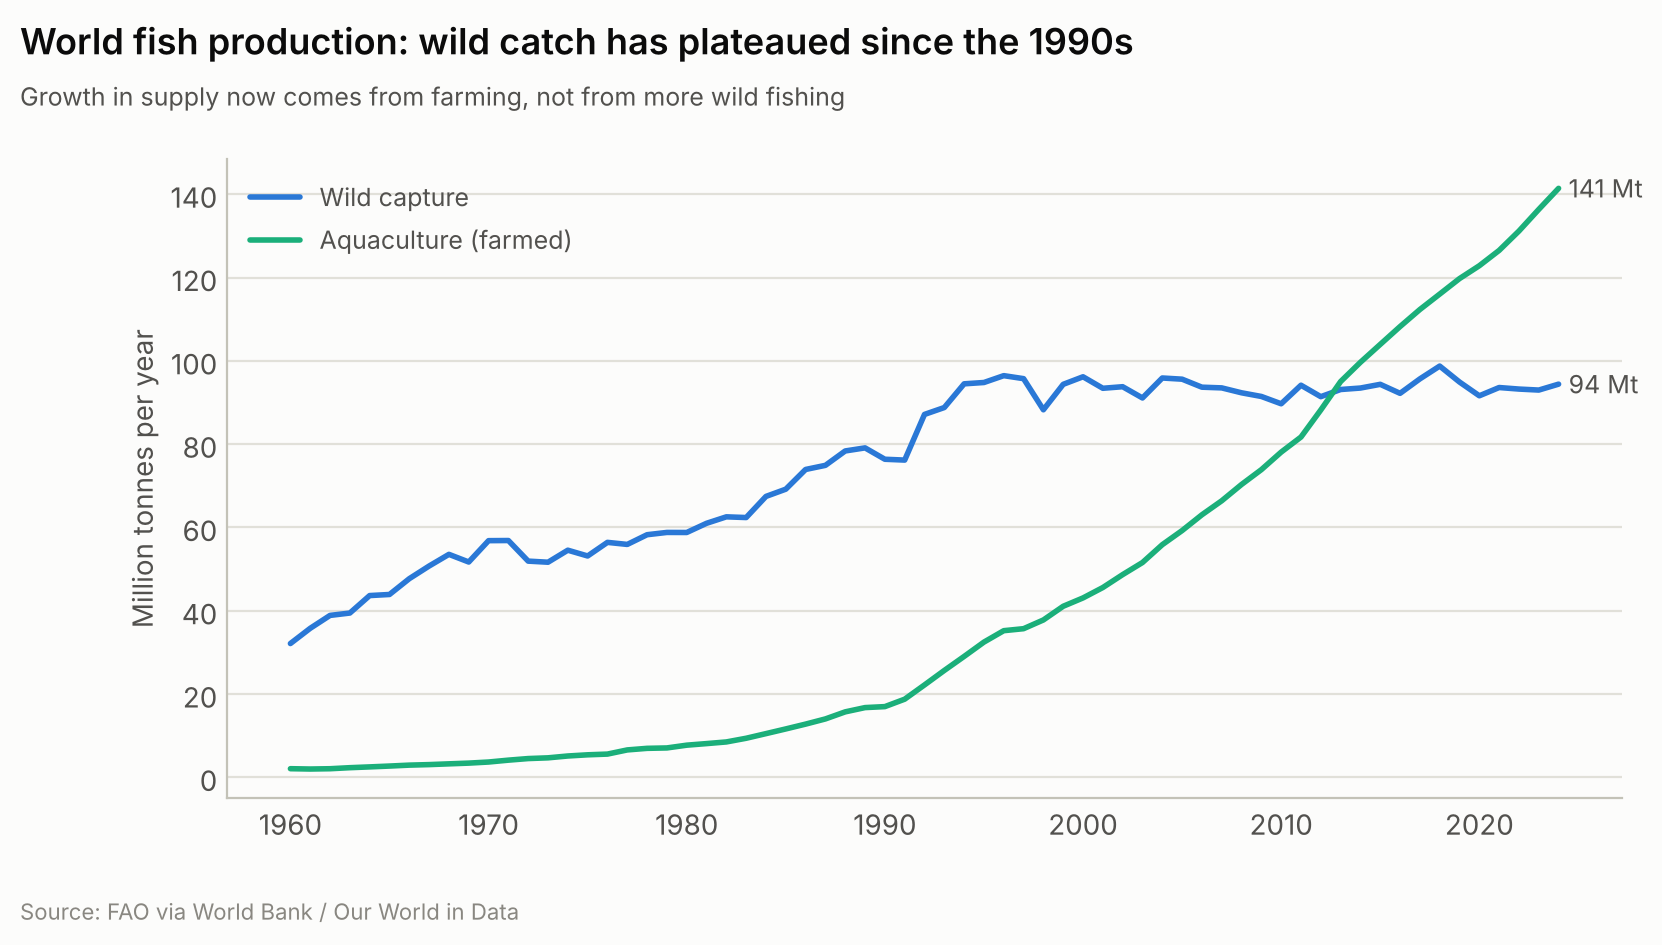 World fish production: wild catch has plateaued since the 1990s
Growth in supply now comes from farming, not from more wild fishing
Million tonnes per year
140
120
100
80
60
40
20
0
Wild capture
Aquaculture (farmed)
141 Mt
94 Mt
1960 1970 1980 1990 2000 2010 2020
Source: FAO via World Bank / Our World in Data